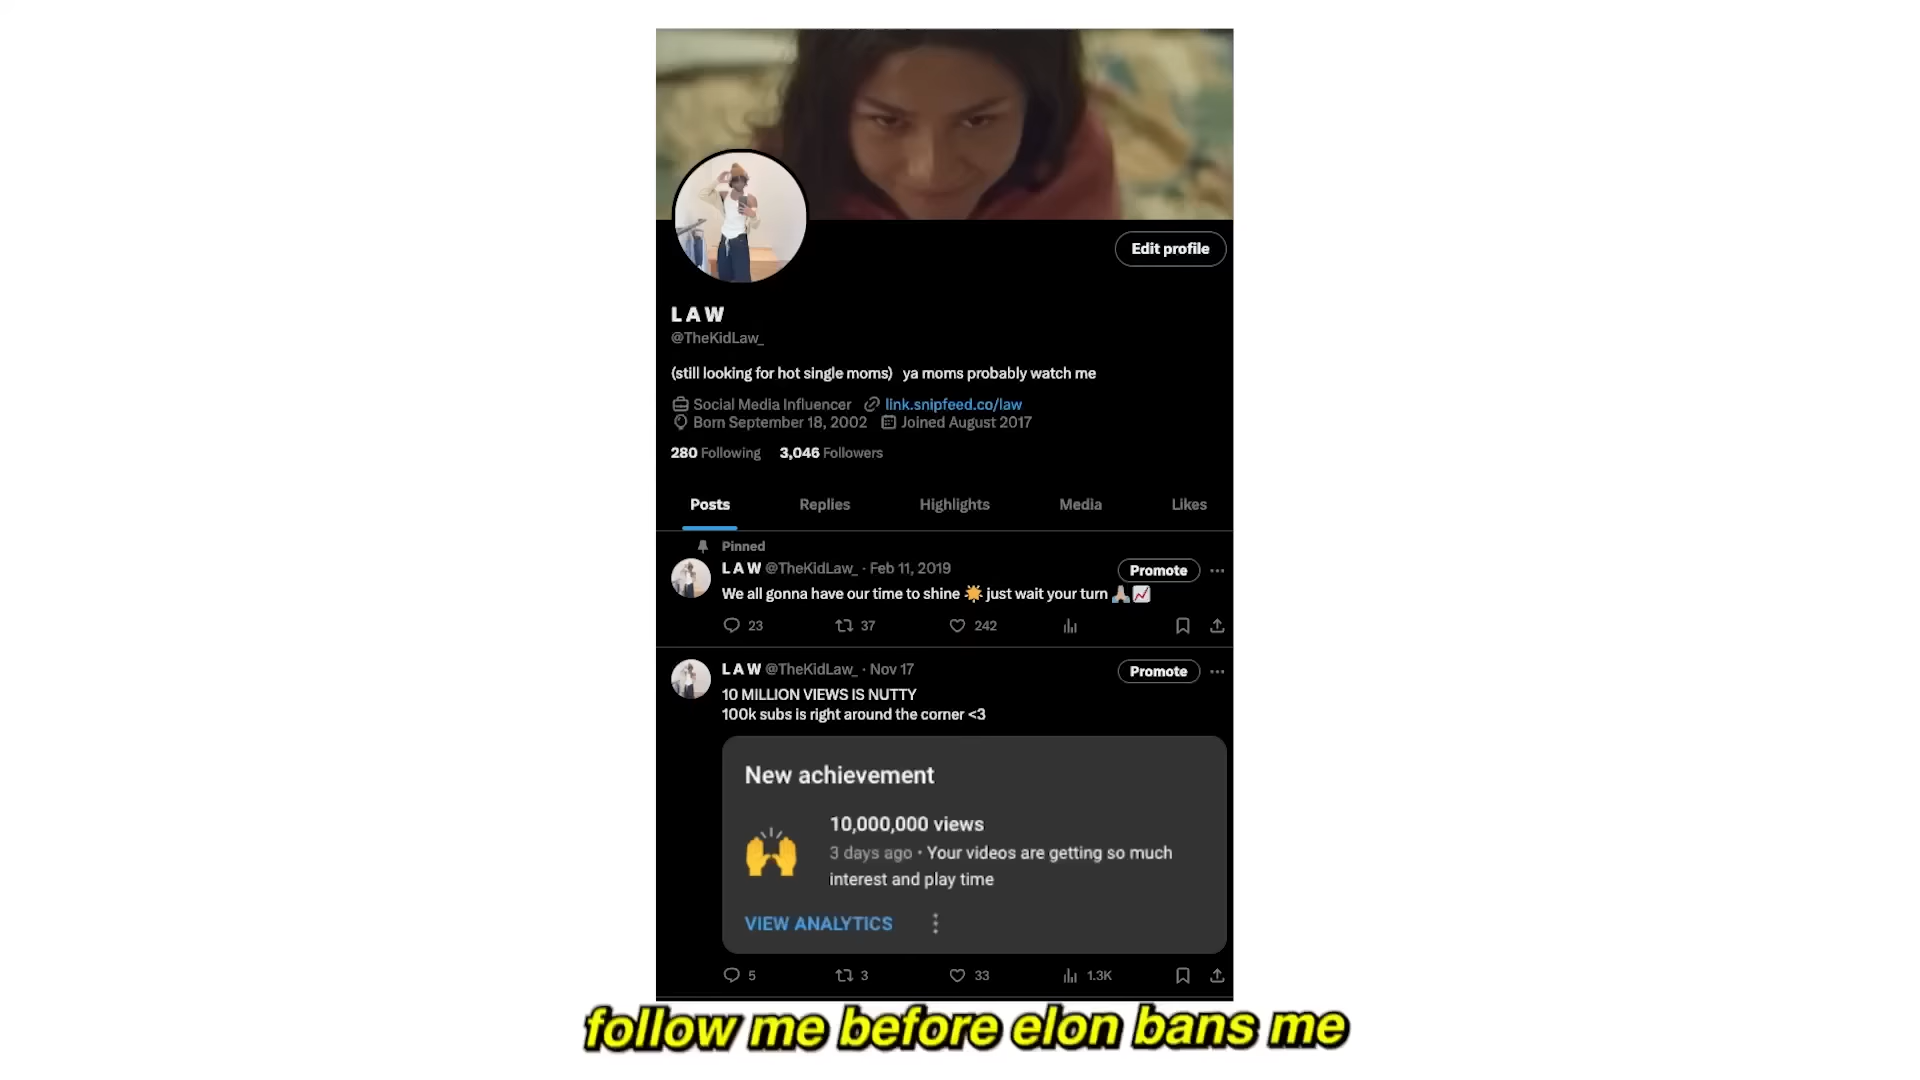 Edit profile
L A W
@TheKidLaw_
(still looking for hot single moms) ya moms probably watch me
Social Media Influencer link.snipfeed.co/law
Born September 18, 2002 Joined August 2017
280 Following 3,046 Followers
Posts Replies Highlights Media Likes
Pinned
L A W @TheKidLaw_ · Feb 11, 2019 Promote
We all gonna have our time to shine 🌟 just wait your turn 🙏🏽📈
23 37 242
L A W @TheKidLaw_ · Nov 17 Promote
10 MILLION VIEWS IS NUTTY
100k subs is right around the corner <3
New achievement
10,000,000 views
3 days ago · Your videos are getting so much
interest and play time
VIEW ANALYTICS
5 3 33 1.3K
follow me before elon bans me